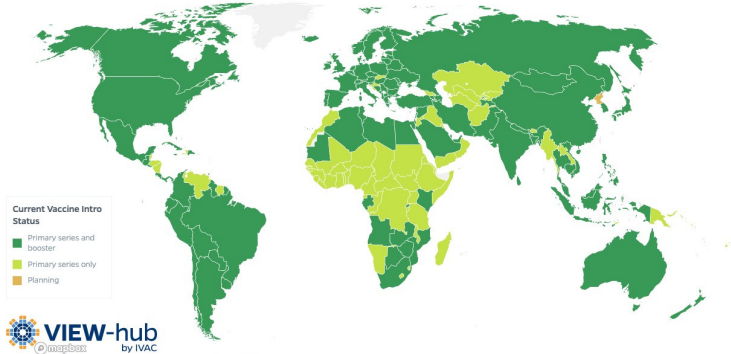 Current Vaccine Intro
Status
Primary series and
booster
Primary series only
Planning
VIEW-hub
by IVAC
mapbox